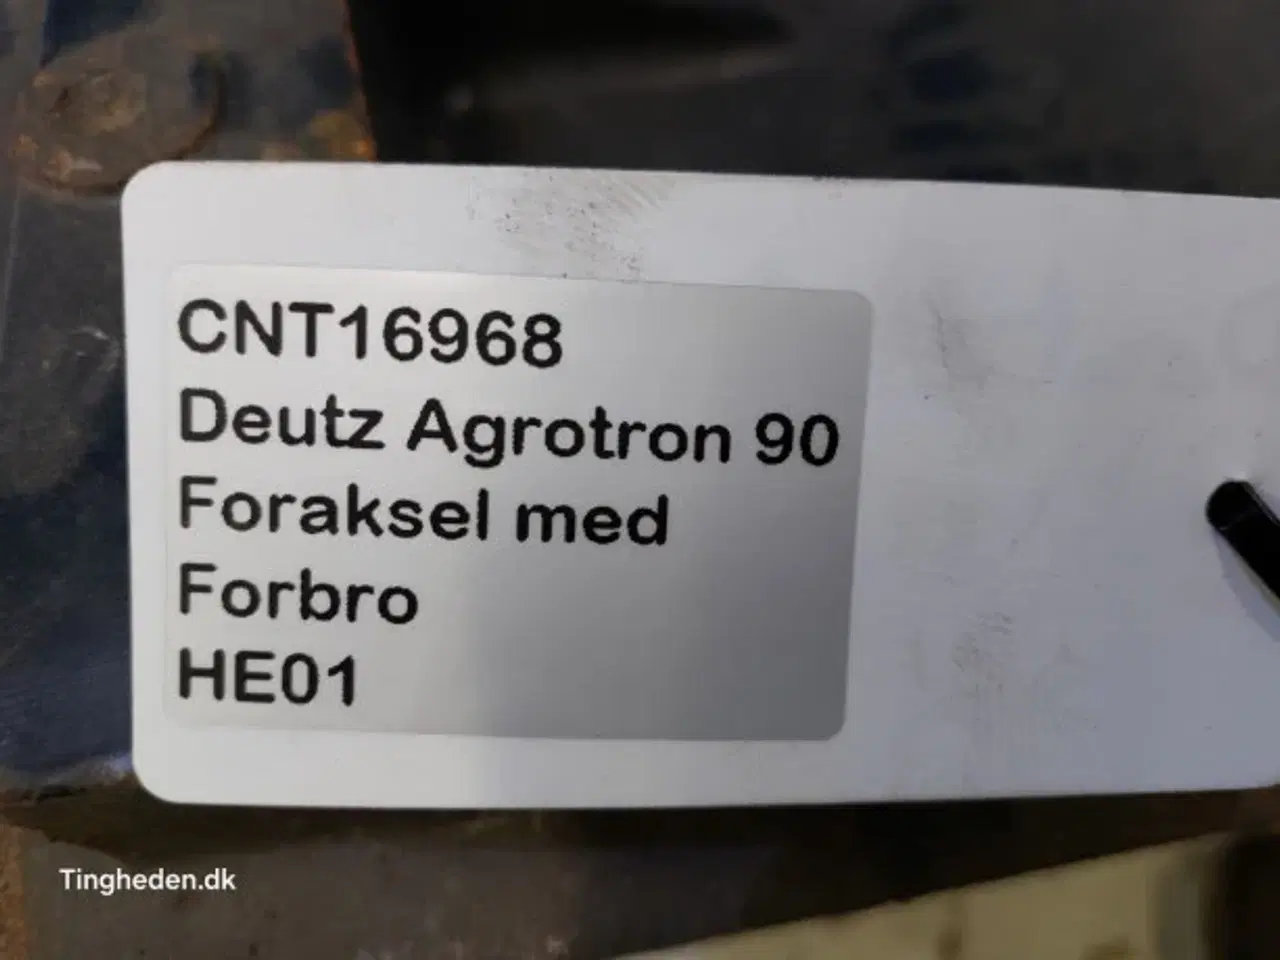 CNT16968
Deutz Agrotron 90
Foraksel med
Forbro
HE01
Tingheden.dk